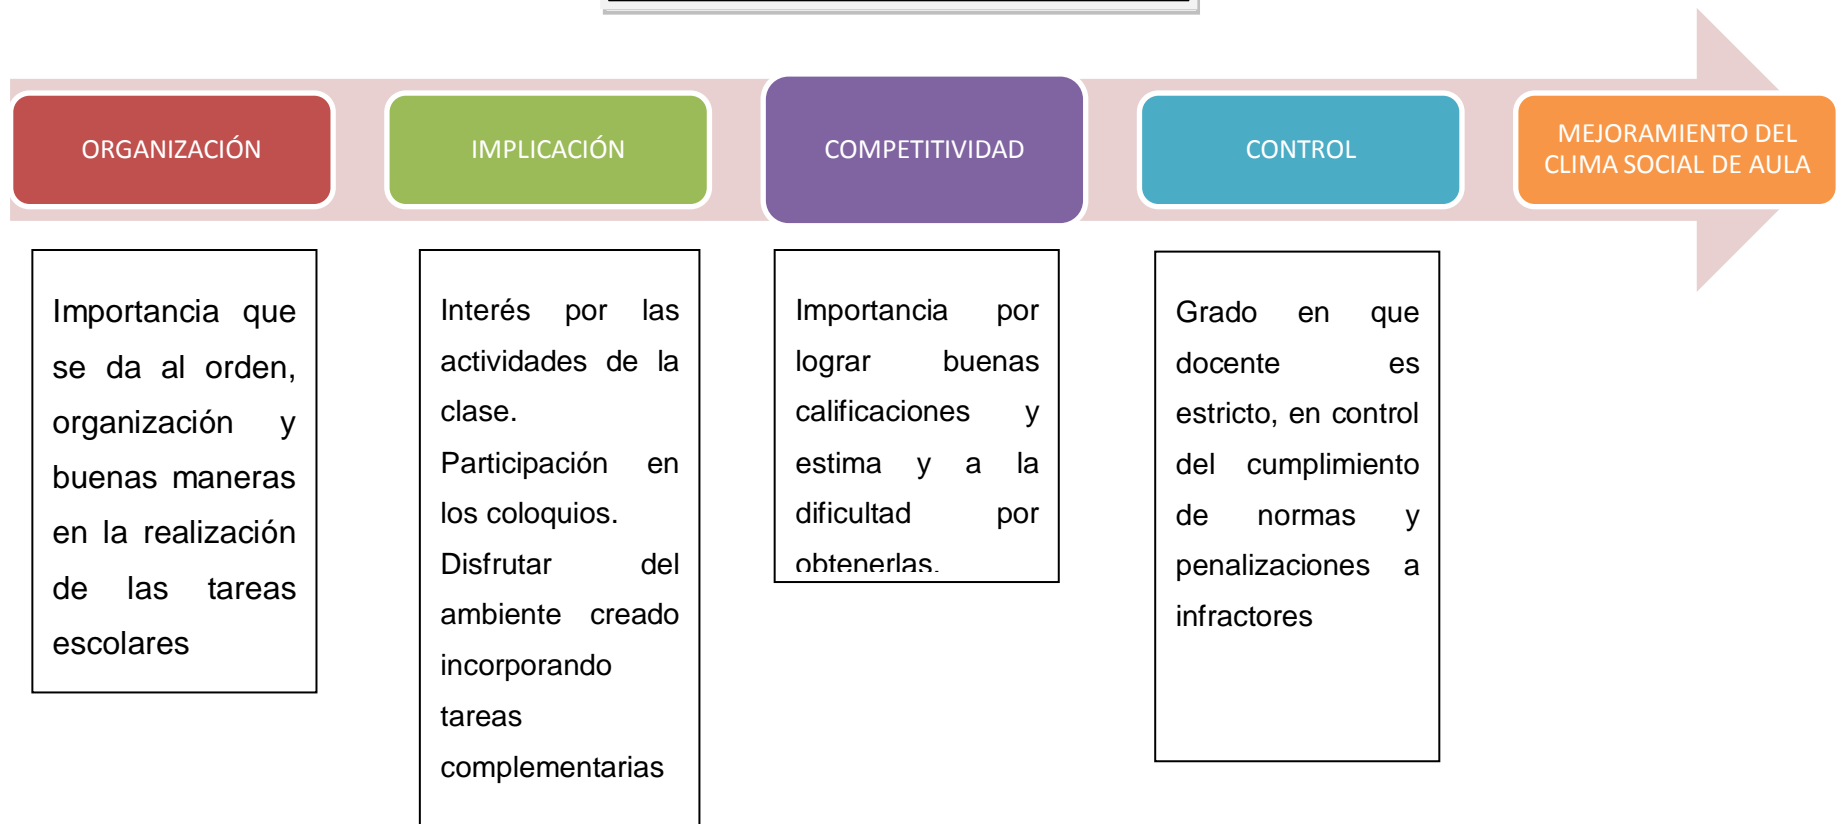 ORGANIZACIÓN
IMPLICACIÓN
COMPETITIVIDAD
CONTROL
MEJORAMIENTO DEL
CLIMA SOCIAL DE AULA
Importancia que
se da al orden,
organización y
buenas maneras
en la realización
de las tareas
escolares
Interés por las
actividades de la
clase.
Participación en
los coloquios.
Disfrutar del
ambiente creado
incorporando
tareas
complementarias
Importancia por
lograr buenas
calificaciones y
estima y a la
dificultad por
obtenerlas.
Grado en que
docente es
estricto, en control
del cumplimiento
de normas y
penalizaciones a
infractores